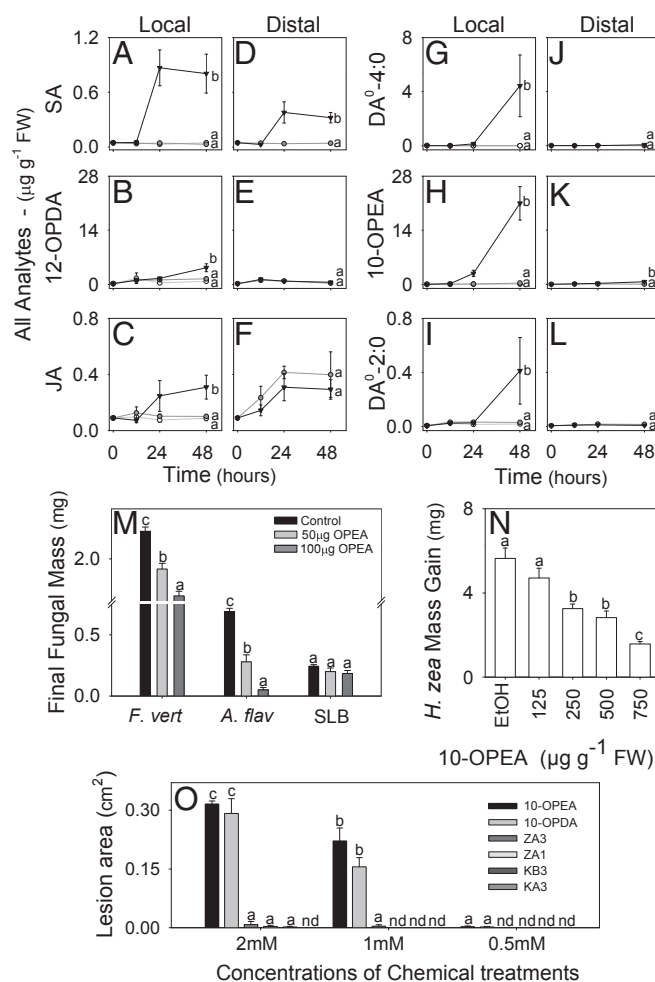 Local Distal Local Distal
All Analytes - (µg g⁻¹ FW)
A
SA
1.2
0.6
0.0
b
a
a
D
b
a
a
G
DA⁰-4:0
8
4
0
b
a
a
J
a
a
B
12-OPDA
28
14
0
b
a
a
E
a
a
H
10-OPEA
28
14
0
b
a
a
K
b
a
a
C
JA
0.8
0.4
0.0
b
a
a
F
a
a
I
DA⁰-2:0
0.8
0.4
0.0
b
a
a
L
a
a
0 24 48 0 24 48 0 24 48 0 24 48
Time (hours) Time (hours)
M
Final Fungal Mass (mg)
2.0
0.5
0.0
Control
50µg OPEA
100µg OPEA
c b a c b a a a a
F. vert A. flav SLB
N
H. zea Mass Gain (mg)
8
4
0
a a b b c
EtOH 125 250 500 750
10-OPEA (µg g⁻¹ FW)
O
Lesion area (cm²)
0.30
0.15
0.00
10-OPEA
10-OPDA
ZA3
ZA1
KB3
KA3
c c a a a nd b b a nd nd nd a a nd nd nd nd
2mM 1mM 0.5mM
Concentrations of Chemical treatments